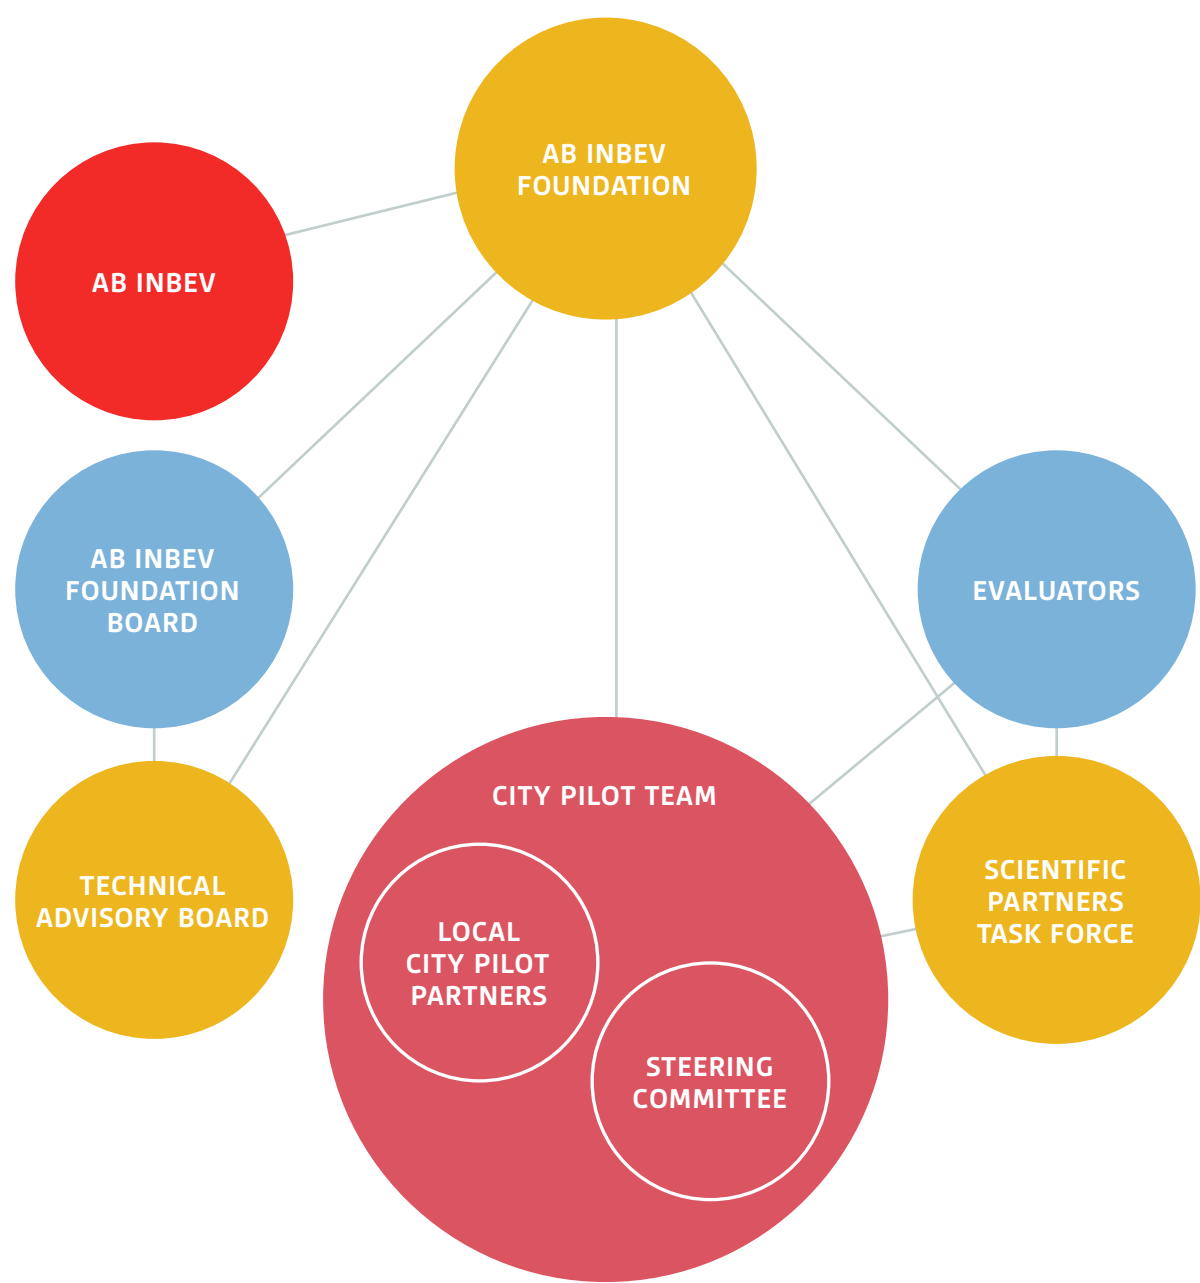 AB INBEV
FOUNDATION
AB INBEV
AB INBEV
FOUNDATION
BOARD
EVALUATORS
TECHNICAL
ADVISORY BOARD
CITY PILOT TEAM
LOCAL
CITY PILOT
PARTNERS
STEERING
COMMITTEE
SCIENTIFIC
PARTNERS
TASK FORCE